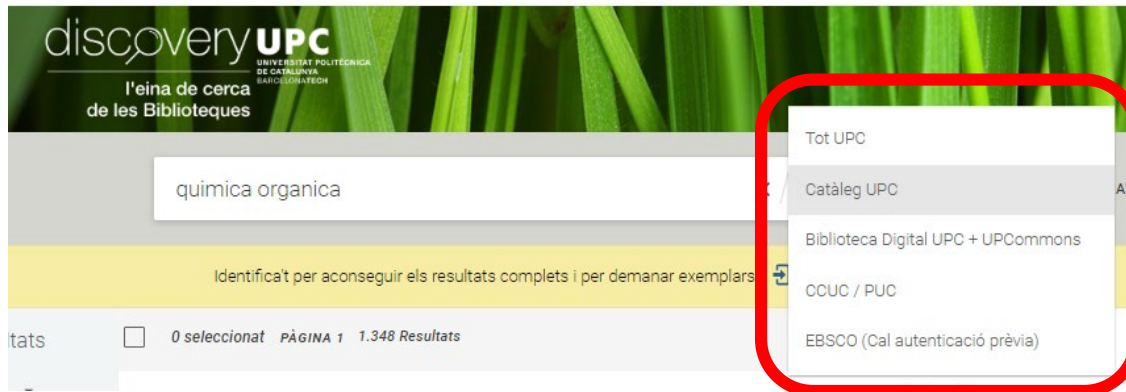 discovery UPC
UNIVERSITAT POLITÈCNICA
DE CATALUNYA
BARCELONATECH
l'eina de cerca
de les Biblioteques
Tot UPC
quimica organica
Catàleg UPC
Biblioteca Digital UPC + UPCommons
Identifica't per aconseguir els resultats complets i per demanar exemplars
CCUC / PUC
ltats
0 seleccionat PÀGINA 1 1.348 Resultats
EBSCO (Cal autenticació prèvia)